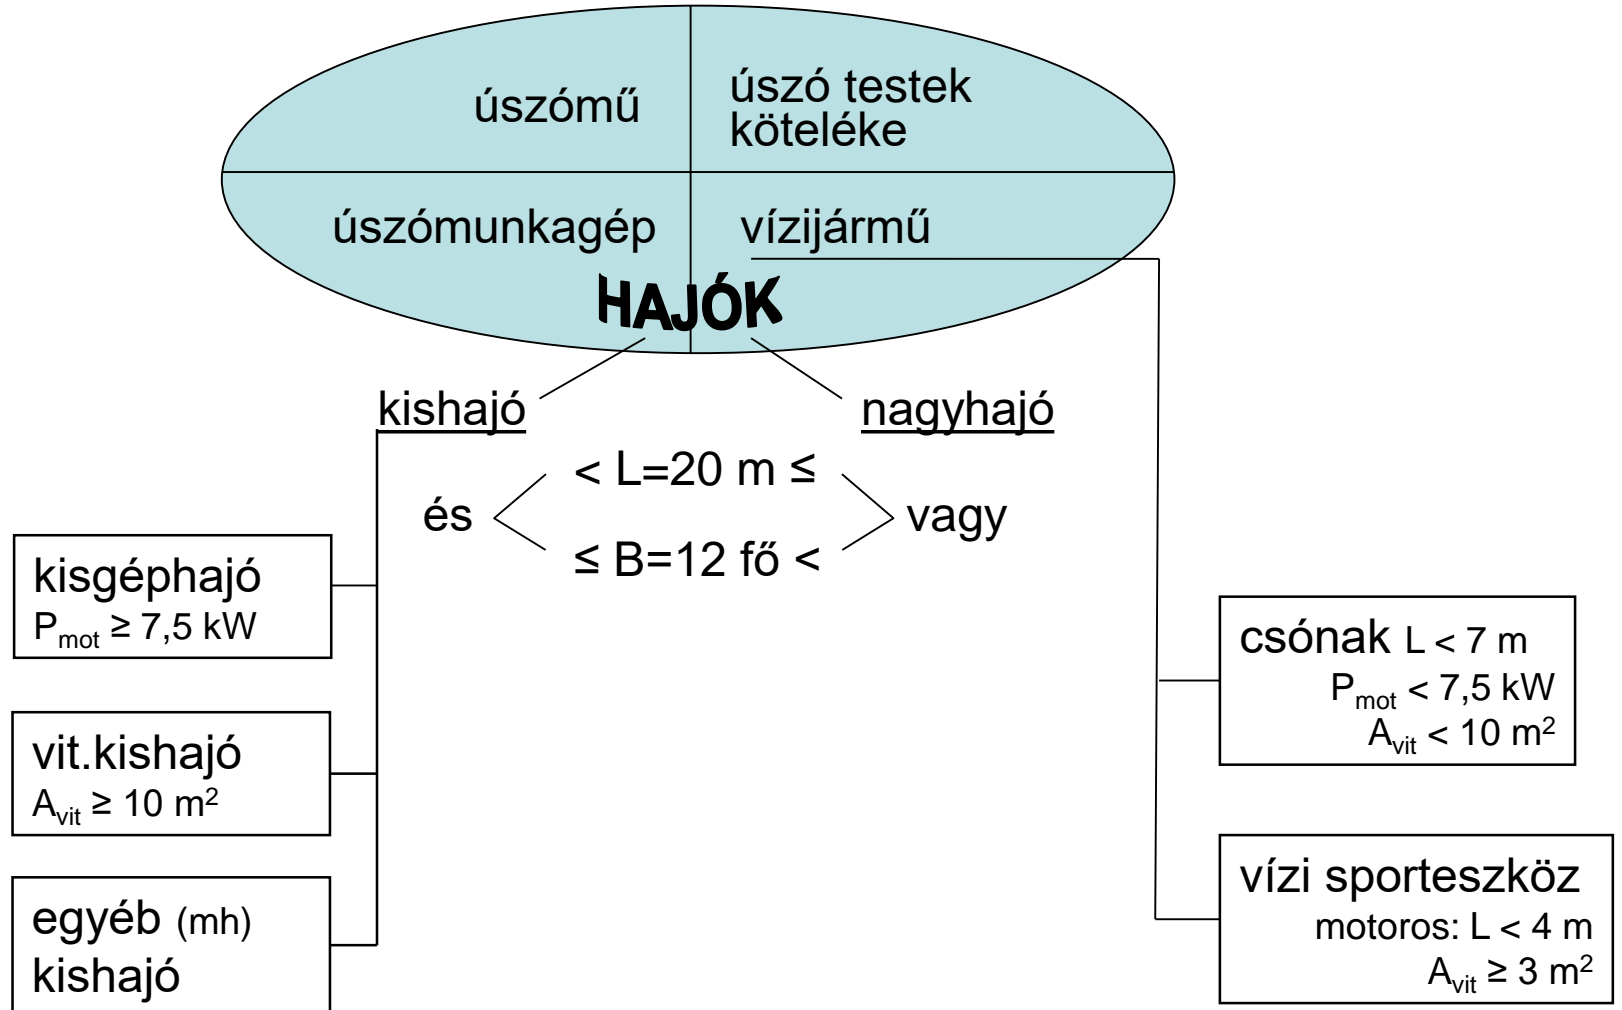 úszómű
úszó testek
köteléke
úszómunkagép
vízijármű
HAJÓK
kishajó
nagyhajó
< L=20 m ≤
és
vagy
≤ B=12 fő <
kisgéphajó
Pmot ≥ 7,5 kW
vit.kishajó
Avit ≥ 10 m²
egyéb (mh)
kishajó
csónak L < 7 m
Pmot < 7,5 kW
Avit < 10 m²
vízi sporteszköz
motoros: L < 4 m
Avit ≥ 3 m²